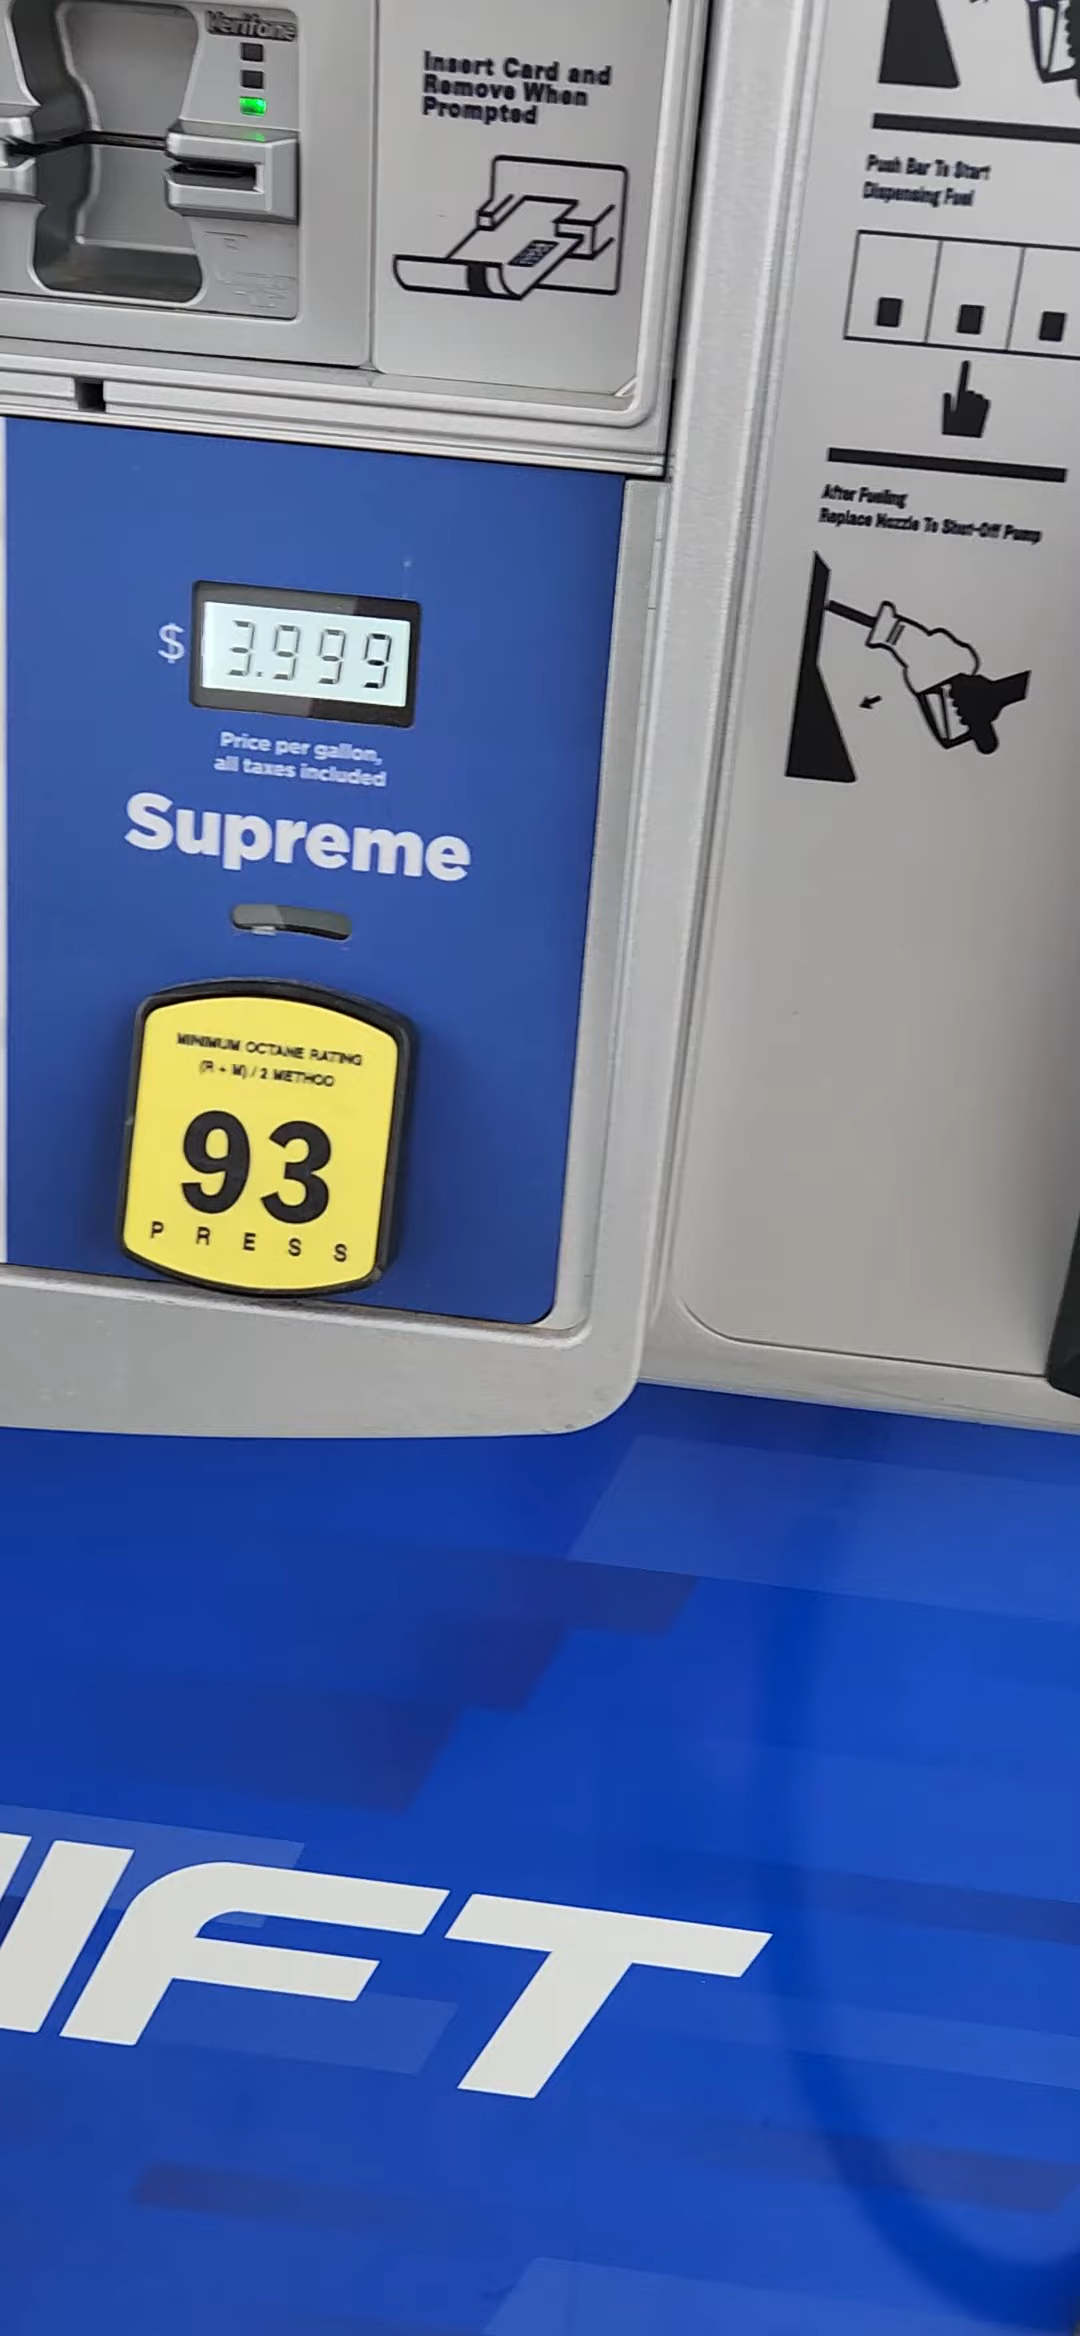 Verifone
Insert Card and
Remove When
Prompted
Push Bar To Start
Dispensing Fuel
After Fueling
Replace Nozzle To Shut-Off Pump
$ 3.999
Price per gallon,
all taxes included
Supreme
MINIMUM OCTANE RATING
(R + M) / 2 METHOD
93
PRESS
IFT